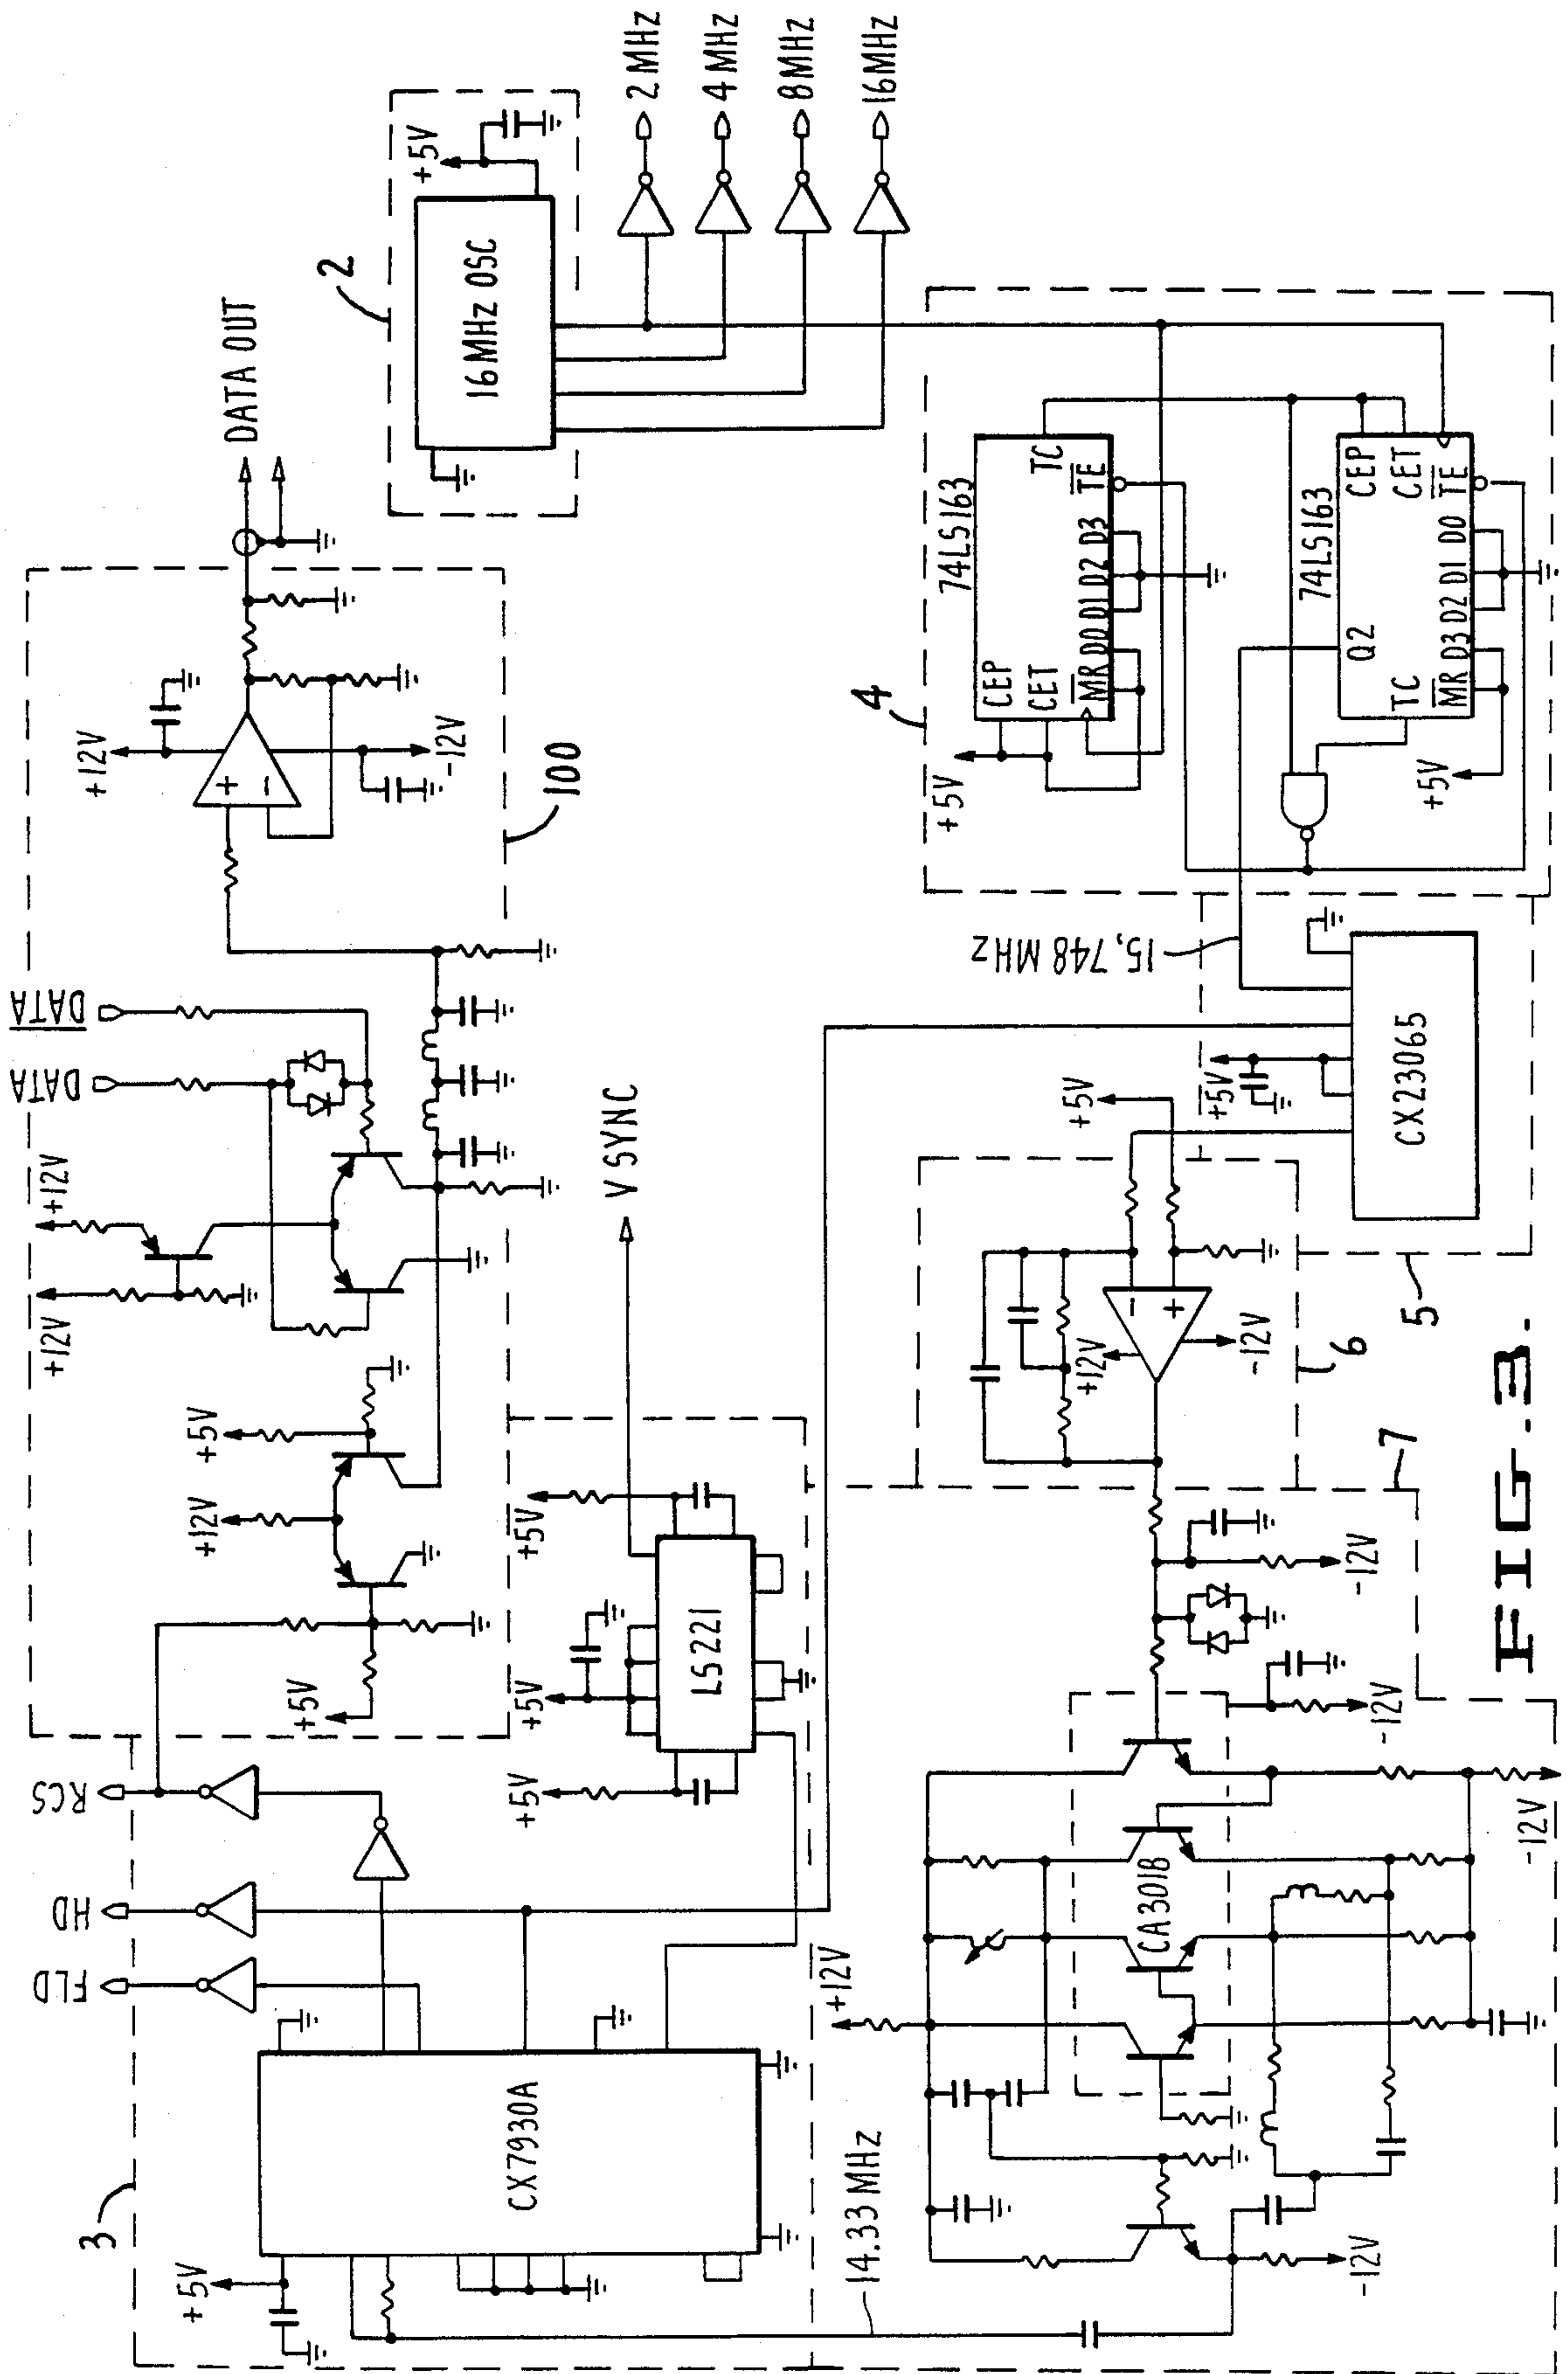 DATA OUT
+12V
-12V
100
DATA
DATA
+12V
+12V
+5V
+12V
+5V
RCS
HD
FLD
3
+5V
CX7930A
V SYNC
+5V
+5V
+5V
LS221
2
+5V
16MHz OSC
2 MHz
4 MHz
8MHz
16MHz
4
+5V
74LS163
CEP
CET
MR
D0
D1
D2
D3
TC
TE
74LS163
Q2
CEP
CET
TE
TC
MR
D3
D2
D1
D0
+5V
15,748 MHz
+5V
CX23065
5
+5V
+12V
-12V
6
7
-12V
-12V
-12V
CA301B
+12V
14.33 MHz
-12V
FIG.3.